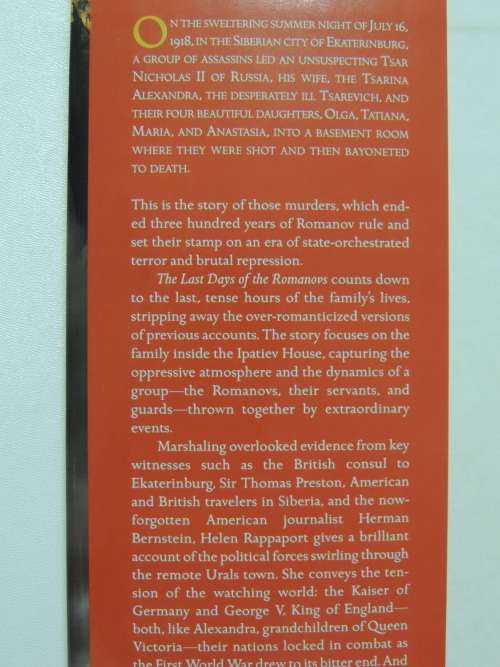 ON THE SWELTERING SUMMER NIGHT OF JULY 16,
1918, IN THE SIBERIAN CITY OF EKATERINBURG,
A GROUP OF ASSASSINS LED AN UNSUSPECTING TSAR
NICHOLAS II OF RUSSIA, HIS WIFE, THE TSARINA
ALEXANDRA, THE DESPERATELY ILL TSAREVICH, AND
THEIR FOUR BEAUTIFUL DAUGHTERS, OLGA, TATIANA,
MARIA, AND ANASTASIA, INTO A BASEMENT ROOM
WHERE THEY WERE SHOT AND THEN BAYONETED
TO DEATH.
This is the story of those murders, which end-
ed three hundred years of Romanov rule and
set their stamp on an era of state-orchestrated
terror and brutal repression.
The Last Days of the Romanovs counts down
to the last, tense hours of the family's lives,
stripping away the over-romanticized versions
of previous accounts. The story focuses on the
family inside the Ipatiev House, capturing the
oppressive atmosphere and the dynamics of a
group—the Romanovs, their servants, and
guards—thrown together by extraordinary
events.
Marshaling overlooked evidence from key
witnesses such as the British consul to
Ekaterinburg, Sir Thomas Preston, American
and British travelers in Siberia, and the now-
forgotten American journalist Herman
Bernstein, Helen Rappaport gives a brilliant
account of the political forces swirling through
the remote Urals town. She conveys the ten-
sion of the watching world: the Kaiser of
Germany and George V, King of England—
both, like Alexandra, grandchildren of Queen
Victoria—their nations locked in combat as
the First World War drew to its bitter end. And